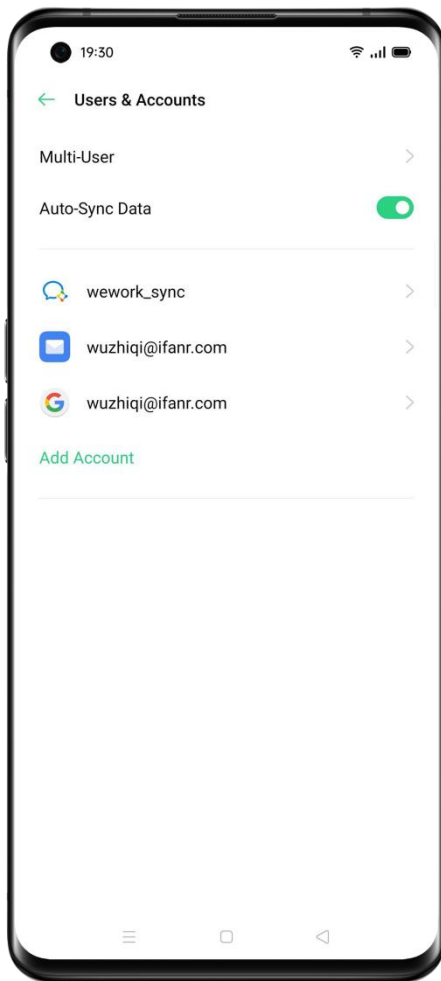 19:30
Users & Accounts
Multi-User
Auto-Sync Data
wework_sync
wuzhiqi@ifanr.com
wuzhiqi@ifanr.com
Add Account